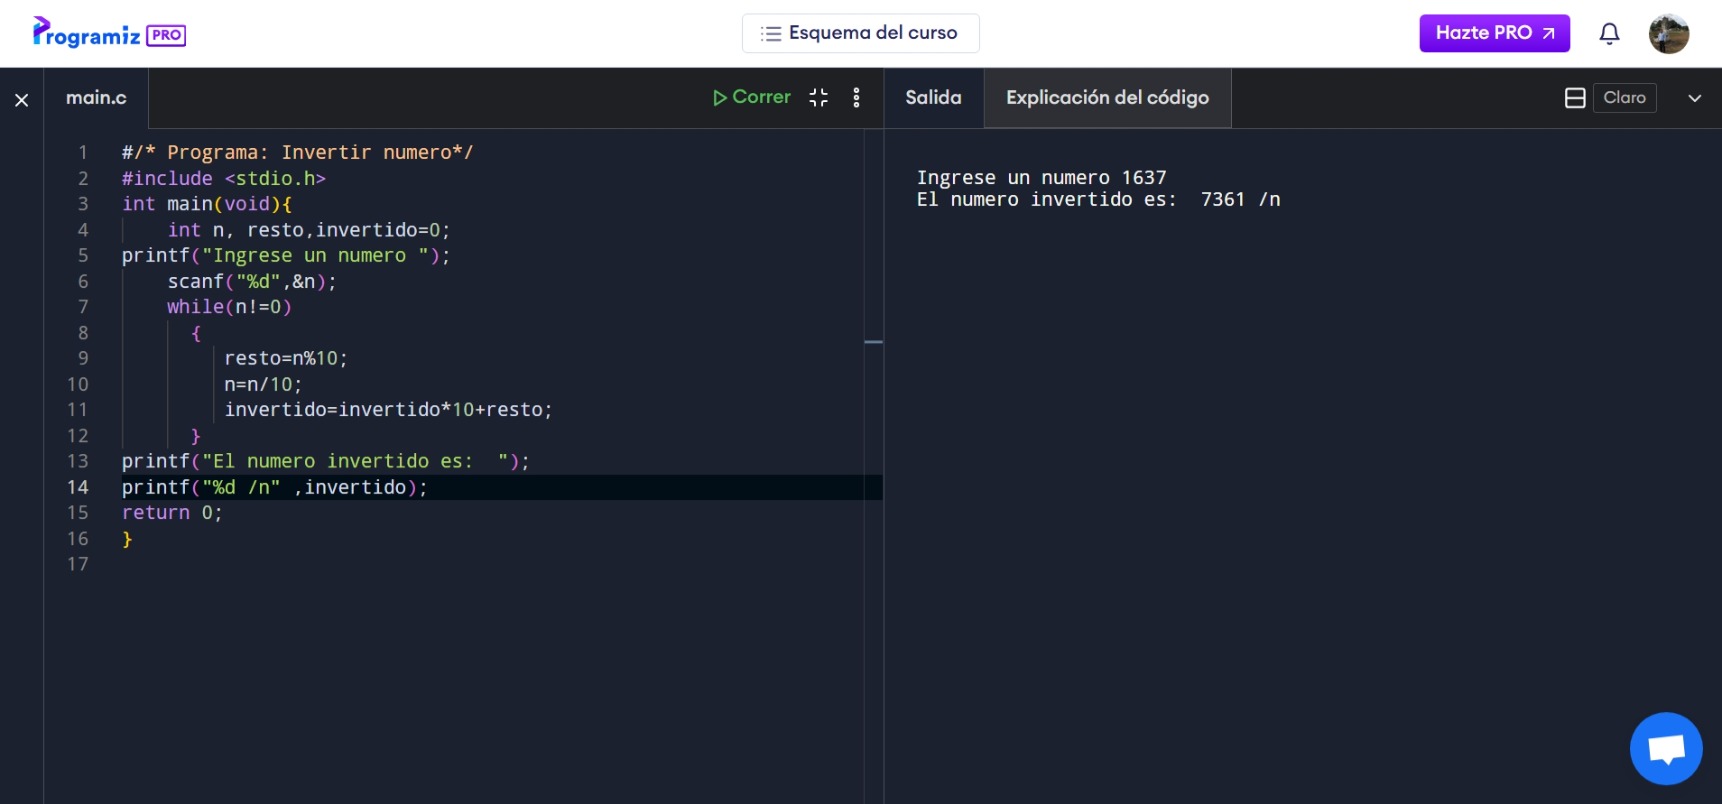 Programiz PRO
Esquema del curso
Hazte PRO
main.c
Correr
Salida
Explicación del código
Claro
1 #/* Programa: Invertir numero*/
2 #include <stdio.h>
3 int main(void){
4     int n, resto,invertido=0;
5 printf("Ingrese un numero ");
6     scanf("%d",&n);
7     while(n!=0)
8       {
9          resto=n%10;
10          n=n/10;
11          invertido=invertido*10+resto;
12       }
13 printf("El numero invertido es:  ");
14 printf("%d /n" ,invertido);
15 return 0;
16 }
17
Ingrese un numero 1637
El numero invertido es:  7361 /n